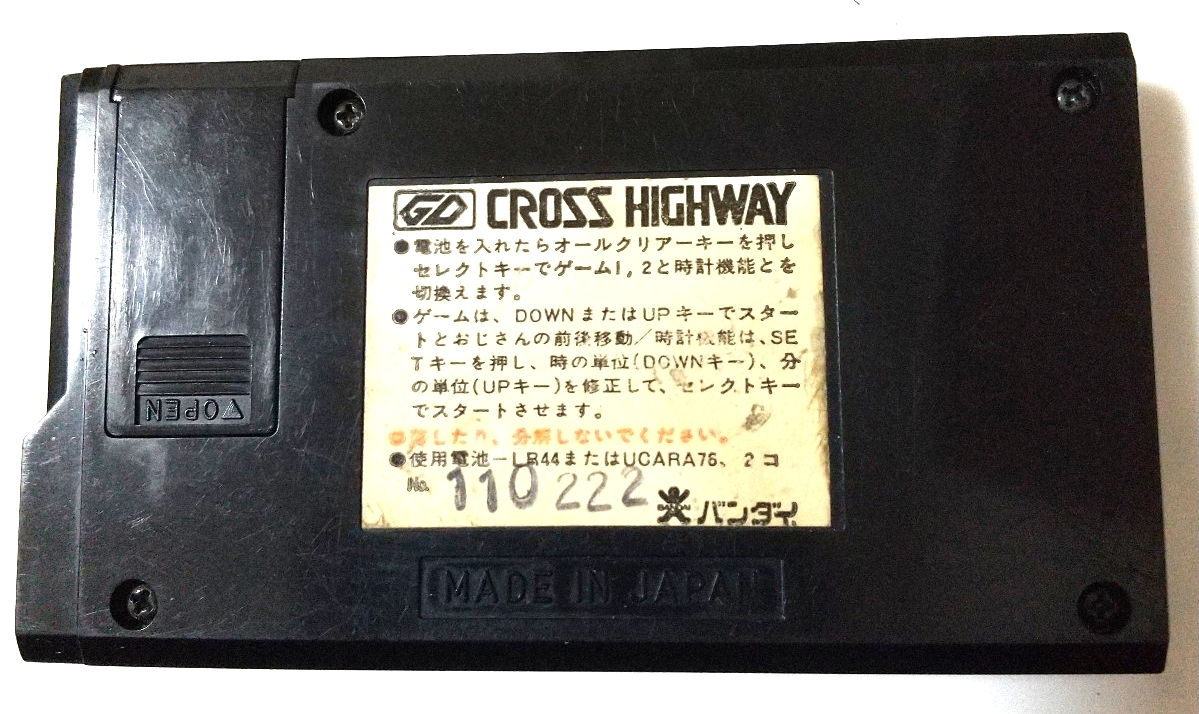 GD CROSS HIGHWAY
●電池を入れたらオールクリアーキーを押し
セレクトキーでゲーム1。2と時計機能とを
切換えます。
●ゲームは、DOWNまたはUPキーでスター
トとおじさんの前後移動/時計機能は、SE
Tキーを押し、時の単位(DOWNキー)、分
の単位(UPキー)を修正して、セレクトキー
でスタートさせます。
●落したり、分解しないでください。
●使用電池-LR44またはUCARA76、2コ
No. 110222
バンダイ
▽OPEN
MADE IN JAPAN